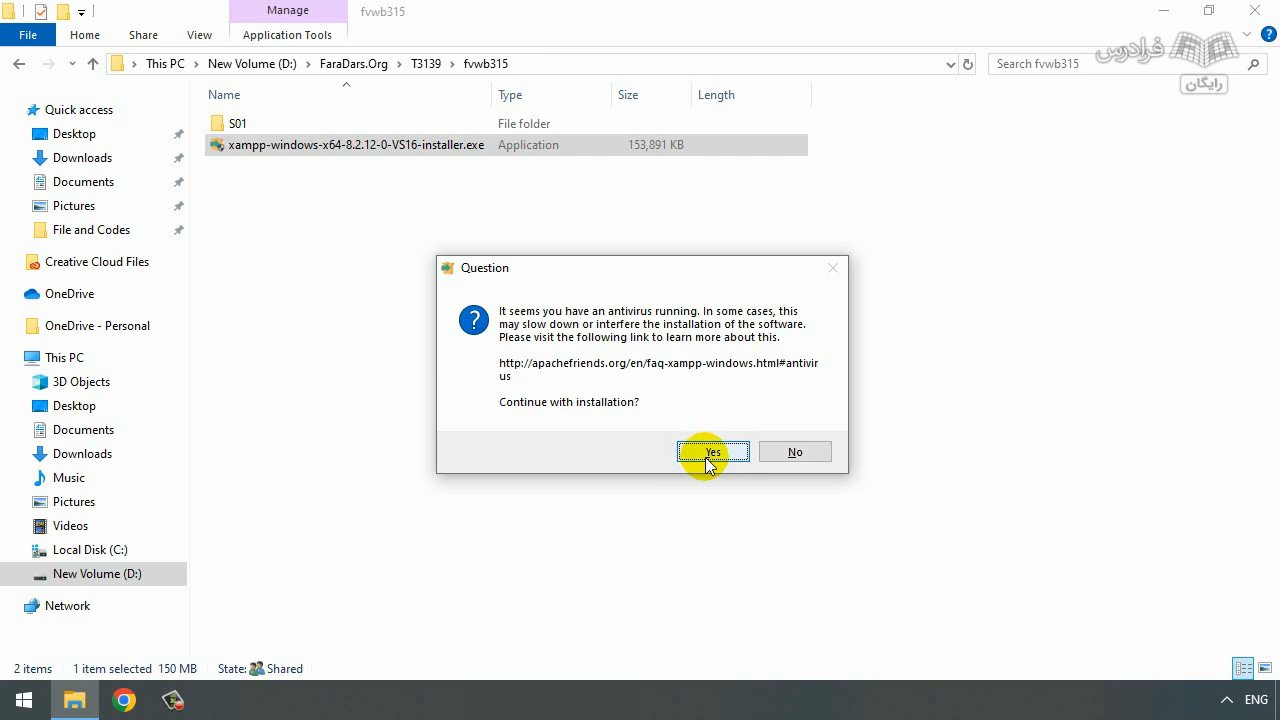 Manage
fvwb315
File
Home
Share
View
Application Tools
This PC
New Volume (D:)
FaraDars.Org
T3139
fvwb315
Search fvwb315
فرادرس
رایگان
Name
Type
Size
Length
S01
File folder
xampp-windows-x64-8.2.12-0-VS16-installer.exe
Application
153,891 KB
Quick access
Desktop
Downloads
Documents
Pictures
File and Codes
Creative Cloud Files
OneDrive
OneDrive - Personal
This PC
3D Objects
Desktop
Documents
Downloads
Music
Pictures
Videos
Local Disk (C:)
New Volume (D:)
Network
Question
It seems you have an antivirus running. In some cases, this
may slow down or interfere the installation of the software.
Please visit the following link to learn more about this.
http://apachefriends.org/en/faq-xampp-windows.html#antivir
us
Continue with installation?
Yes
No
2 items
1 item selected 150 MB
State: Shared
ENG